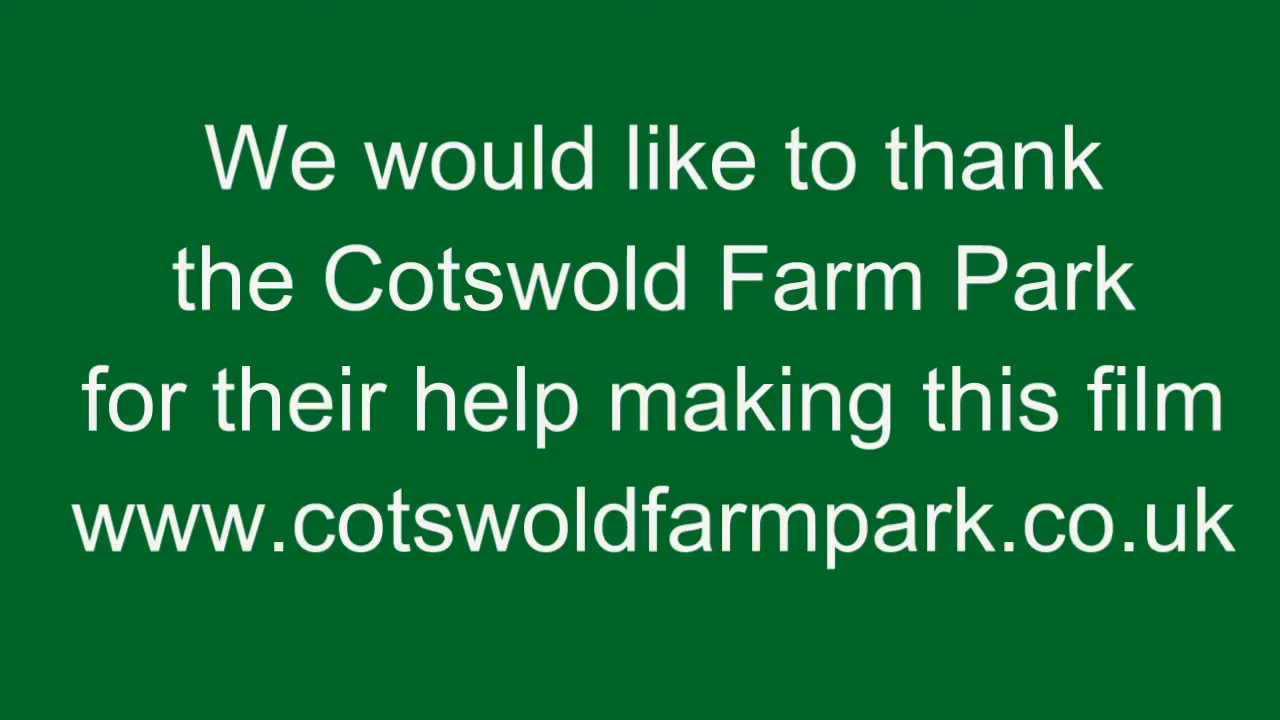 We would like to thank
the Cotswold Farm Park
for their help making this film
www.cotswoldfarmpark.co.uk